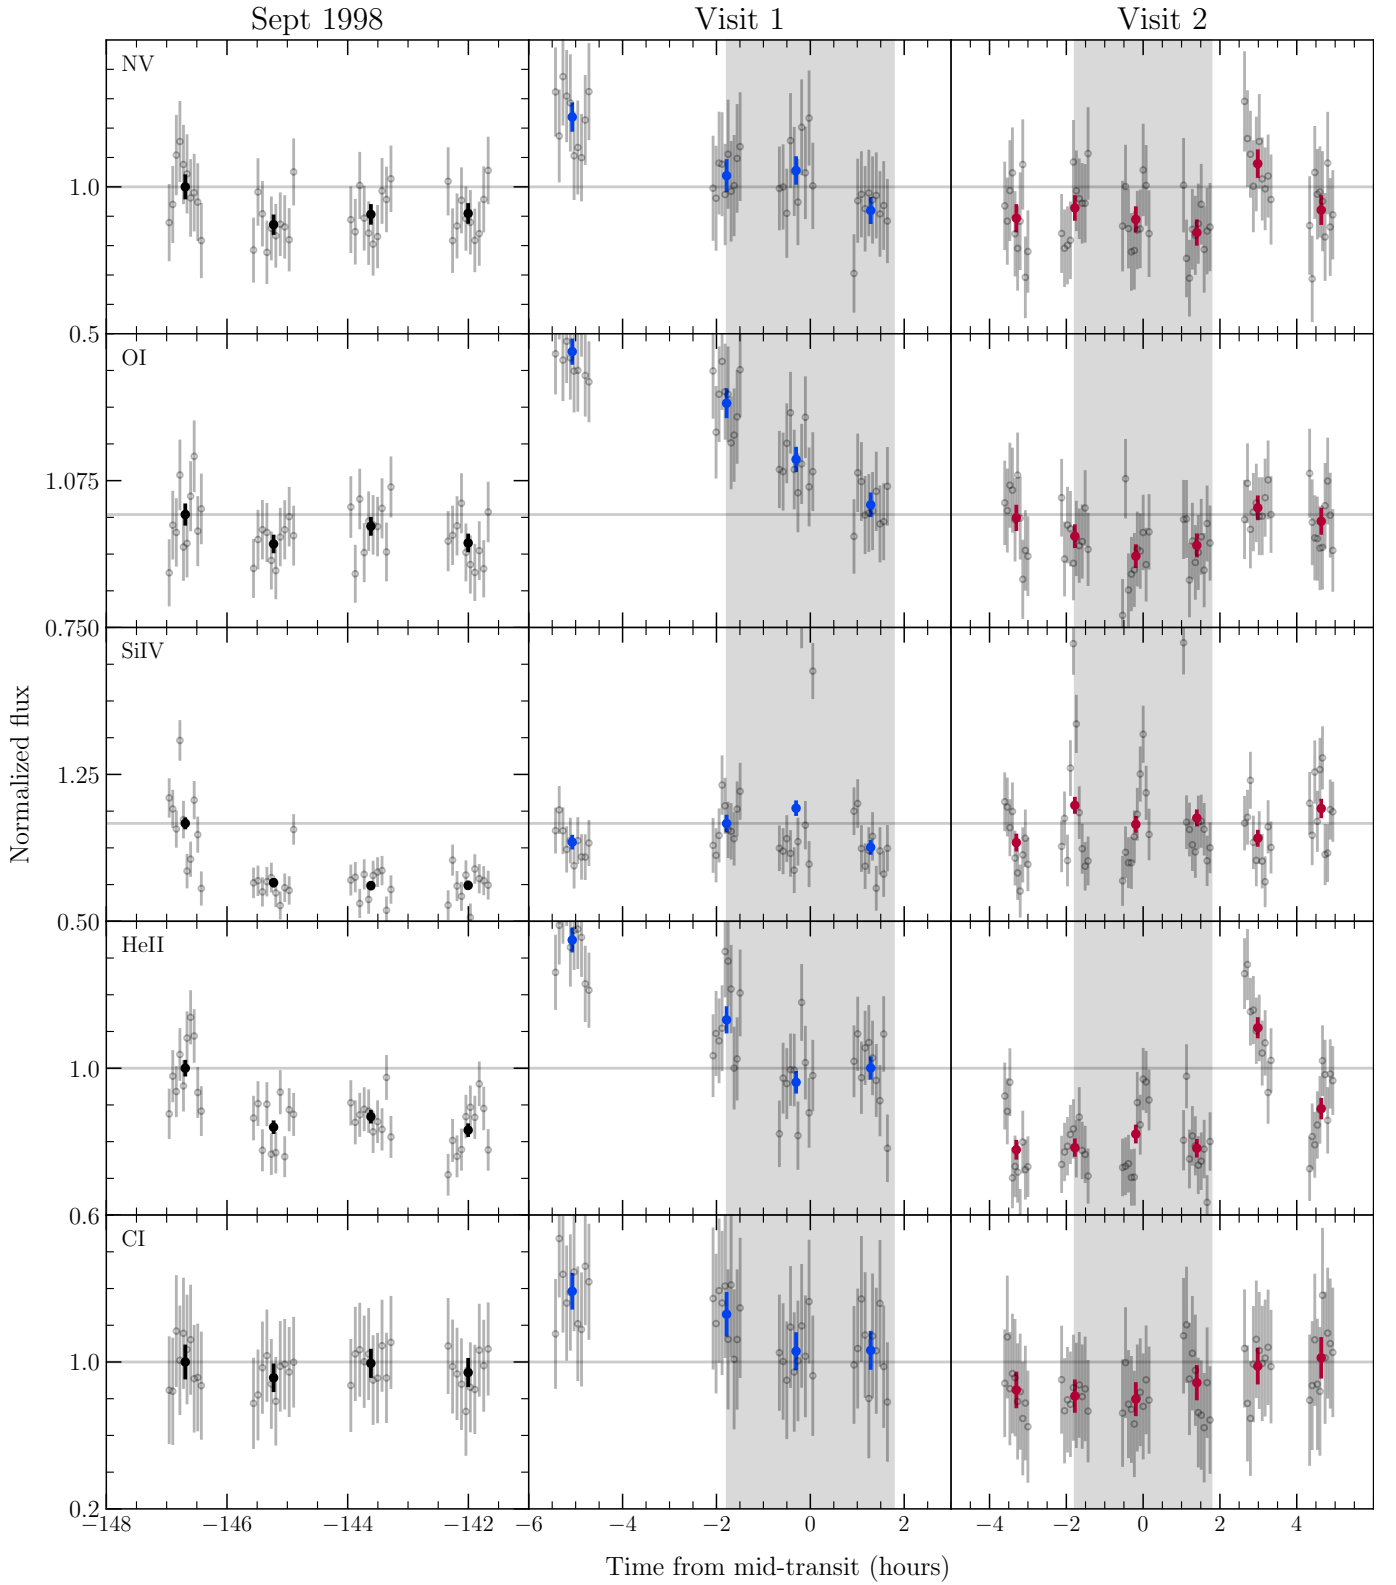 Sept 1998 Visit 1 Visit 2
NV
1.0
0.5
OI
1.075
0.750
SiIV
1.25
0.50
HeII
1.0
0.6
CI
1.0
0.2
Normalized flux
−148 −146 −144 −142 −6 −4 −2 0 2 −4 −2 0 2 4
Time from mid-transit (hours)